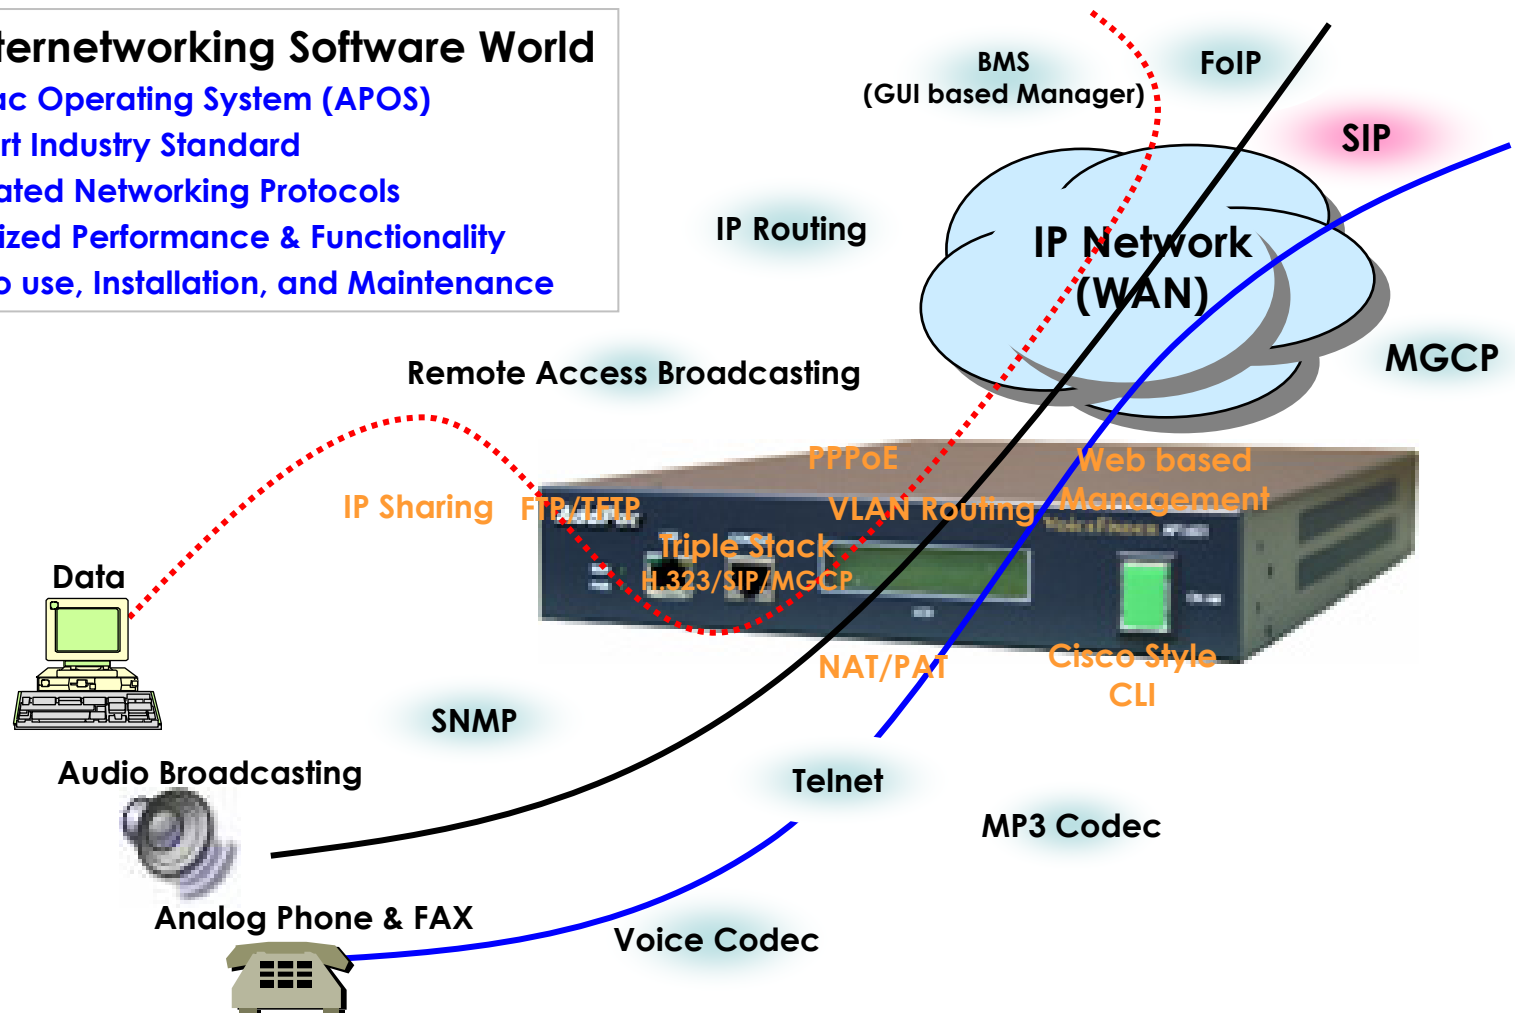 ternetworking Software World
ac Operating System (APOS)
rt Industry Standard
ated Networking Protocols
ized Performance & Functionality
o use, Installation, and Maintenance
BMS
(GUI based Manager)
FoIP
SIP
IP Routing
IP Network
(WAN)
MGCP
Remote Access Broadcasting
PPPoE
Web based
Management
IP Sharing
FTP/TFTP
VLAN Routing
Triple Stack
H.323/SIP/MGCP
Data
NAT/PAT
Cisco Style
CLI
SNMP
Audio Broadcasting
Telnet
MP3 Codec
Analog Phone & FAX
Voice Codec